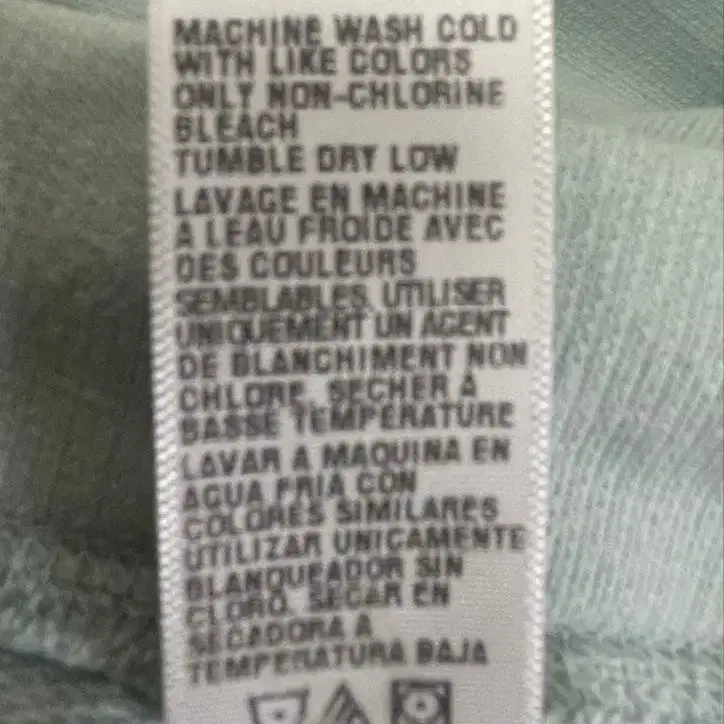 MACHINE WASH COLD
WITH LIKE COLORS
ONLY NON-CHLORINE
BLEACH
TUMBLE DRY LOW
LAVAGE EN MACHINE
A LEAU FROIDE AVEC
DES COULEURS
SEMBLABLES. UTILISER
UNIQUEMENT UN AGENT
DE BLANCHIMENT NON
CHLORE. SECHER À
BASSE TEMPÉRATURE
LAVAR A MAQUINA EN
AGUA FRIA CON
COLORES SIMILARES
UTILIZAR UNICAMENTE
BLANQUEADOR SIN
CLORO. SECAR EN
SECADORA A
TEMPERATURA BAJA